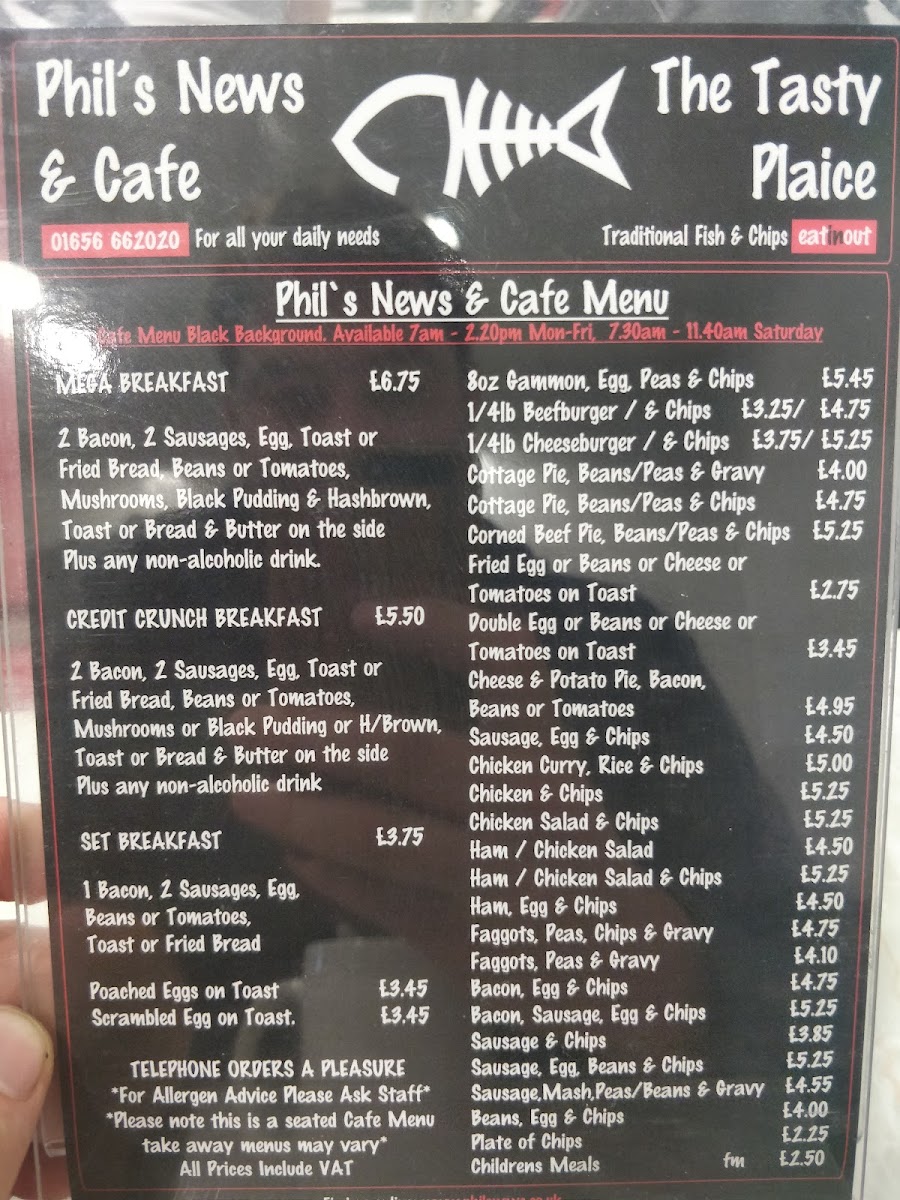 Phil's News
& Cafe
The Tasty
Plaice
01656 662020 For all your daily needs
Traditional Fish & Chips eatinout
Phil`s News & Cafe Menu
Cafe Menu Black Background. Available 7am - 2.20pm Mon-Fri, 7.30am - 11.40am Saturday
MEGA BREAKFAST £6.75
2 Bacon, 2 Sausages, Egg, Toast or
Fried Bread, Beans or Tomatoes,
Mushrooms, Black Pudding & Hashbrown,
Toast or Bread & Butter on the side
Plus any non-alcoholic drink.
CREDIT CRUNCH BREAKFAST £5.50
2 Bacon, 2 Sausages, Egg, Toast or
Fried Bread, Beans or Tomatoes,
Mushrooms or Black Pudding or H/Brown,
Toast or Bread & Butter on the side
Plus any non-alcoholic drink
SET BREAKFAST £3.75
1 Bacon, 2 Sausages, Egg,
Beans or Tomatoes,
Toast or Fried Bread
Poached Eggs on Toast £3.45
Scrambled Egg on Toast. £3.45
TELEPHONE ORDERS A PLEASURE
*For Allergen Advice Please Ask Staff*
*Please note this is a seated Cafe Menu
take away menus may vary*
All Prices Include VAT
8oz Gammon, Egg, Peas & Chips £5.45
1/4lb Beefburger / & Chips £3.25/ £4.75
1/4lb Cheeseburger / & Chips £3.75/ £5.25
Cottage Pie, Beans/Peas & Gravy £4.00
Cottage Pie, Beans/Peas & Chips £4.75
Corned Beef Pie, Beans/Peas & Chips £5.25
Fried Egg or Beans or Cheese or
Tomatoes on Toast £2.75
Double Egg or Beans or Cheese or
Tomatoes on Toast £3.45
Cheese & Potato Pie, Bacon,
Beans or Tomatoes £4.95
Sausage, Egg & Chips £4.50
Chicken Curry, Rice & Chips £5.00
Chicken & Chips £5.25
Chicken Salad & Chips £5.25
Ham / Chicken Salad £4.50
Ham / Chicken Salad & Chips £5.25
Ham, Egg & Chips £4.50
Faggots, Peas, Chips & Gravy £4.75
Faggots, Peas & Gravy £4.10
Bacon, Egg & Chips £4.75
Bacon, Sausage, Egg & Chips £5.25
Sausage & Chips £3.85
Sausage, Egg, Beans & Chips £5.25
Sausage,Mash,Peas/Beans & Gravy £4.55
Beans, Egg & Chips £4.00
Plate of Chips £2.25
Childrens Meals fm £2.50